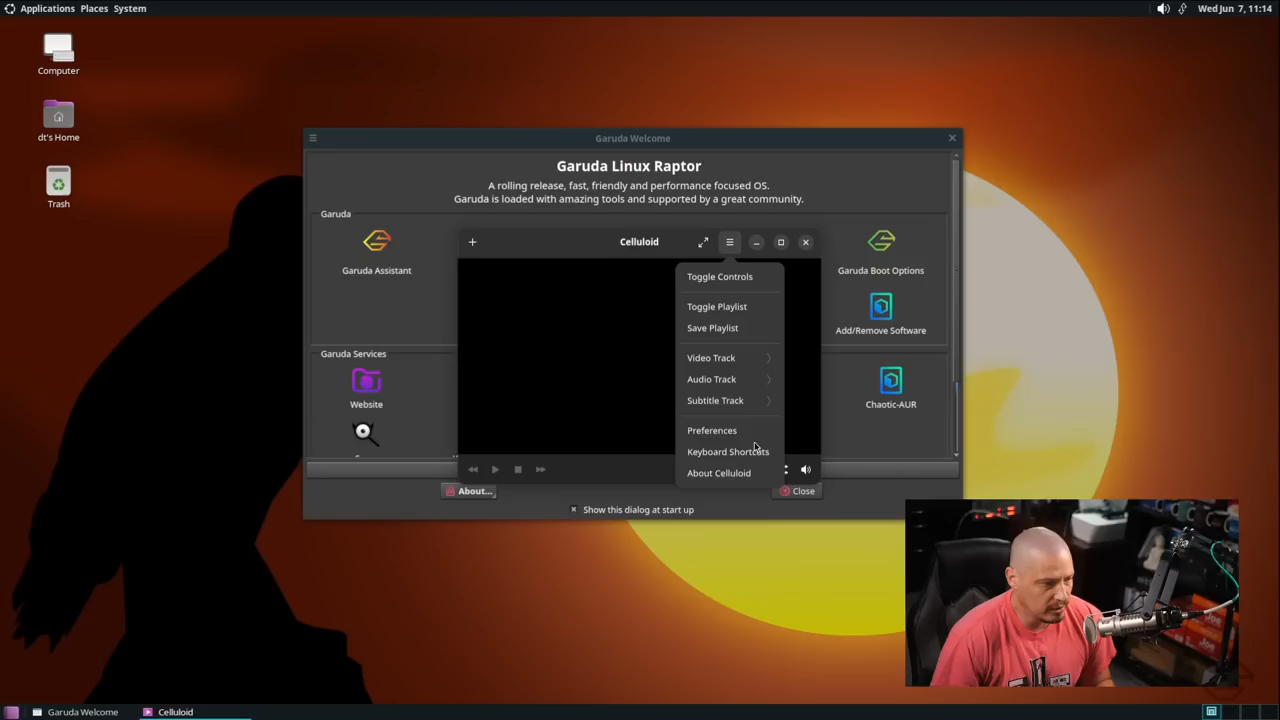 Applications Places System
Wed Jun 7, 11:14
Computer
dt's Home
Trash
Garuda Welcome
Garuda Linux Raptor
A rolling release, fast, friendly and performance focused OS.
Garuda is loaded with amazing tools and supported by a great community.
Garuda
Garuda Assistant
Garuda Boot Options
Add/Remove Software
Garuda Services
Website
Chaotic-AUR
Celluloid
Toggle Controls
Toggle Playlist
Save Playlist
Video Track
Audio Track
Subtitle Track
Preferences
Keyboard Shortcuts
About Celluloid
About...
Close
Show this dialog at start up
Garuda Welcome
Celluloid